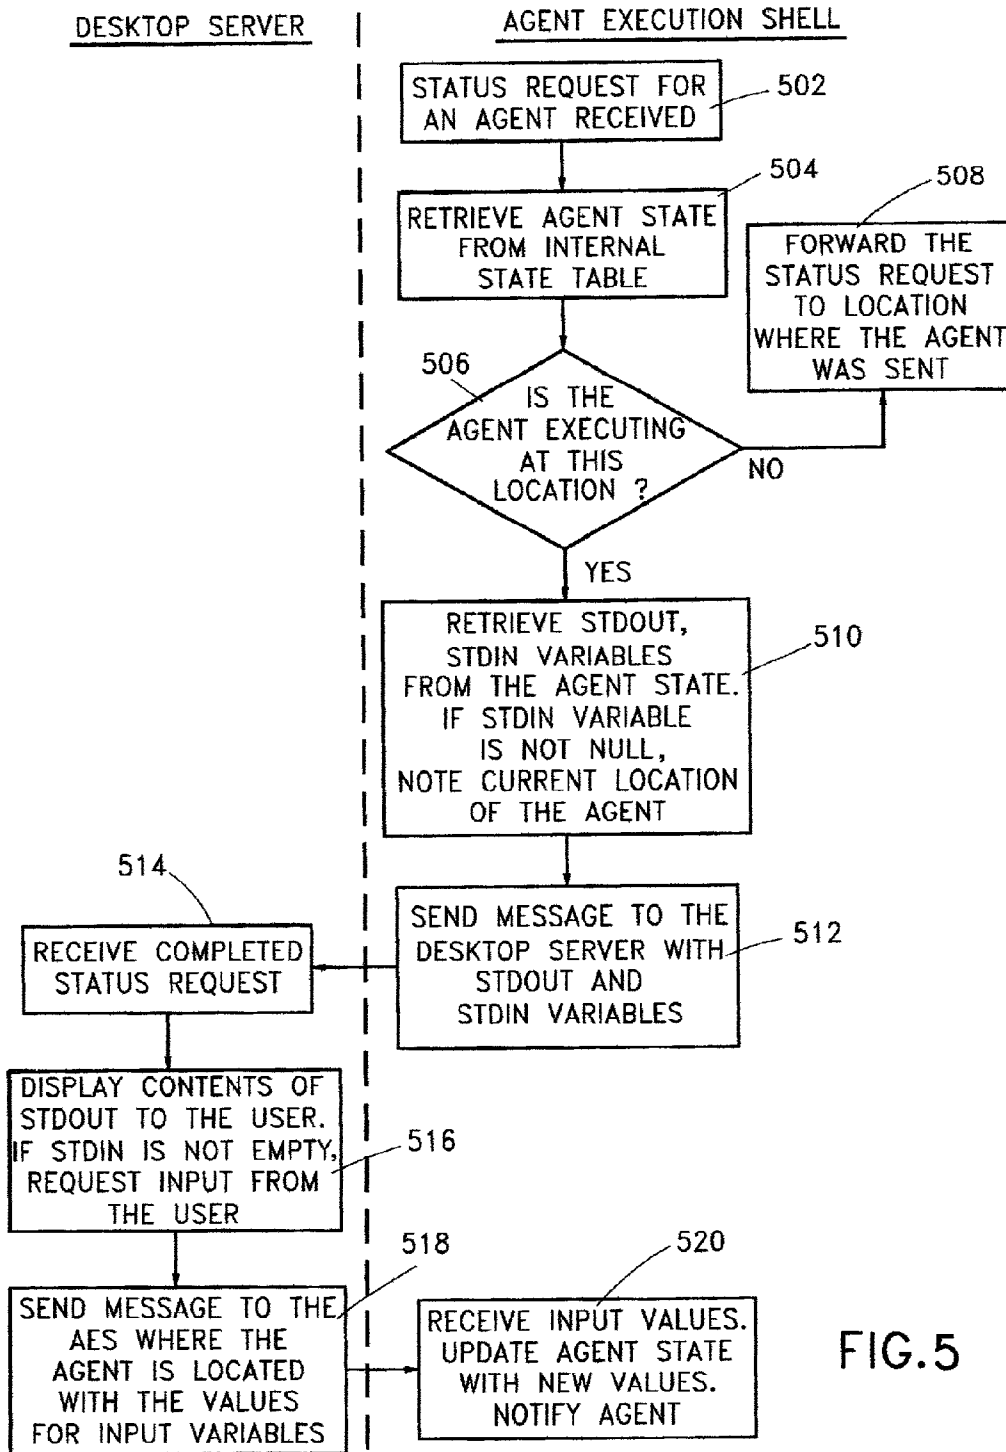 DESKTOP SERVER
AGENT EXECUTION SHELL
STATUS REQUEST FOR
AN AGENT RECEIVED
502
504
RETRIEVE AGENT STATE
FROM INTERNAL
STATE TABLE
508
FORWARD THE
STATUS REQUEST
TO LOCATION
WHERE THE AGENT
WAS SENT
506
IS THE
AGENT EXECUTING
AT THIS
LOCATION ?
NO
YES
RETRIEVE STDOUT,
STDIN VARIABLES
FROM THE AGENT STATE.
IF STDIN VARIABLE
IS NOT NULL,
NOTE CURRENT LOCATION
OF THE AGENT
510
SEND MESSAGE TO THE
DESKTOP SERVER WITH
STDOUT AND
STDIN VARIABLES
512
514
RECEIVE COMPLETED
STATUS REQUEST
DISPLAY CONTENTS OF
STDOUT TO THE USER.
IF STDIN IS NOT EMPTY,
REQUEST INPUT FROM
THE USER
516
518
SEND MESSAGE TO THE
AES WHERE THE
AGENT IS LOCATED
WITH THE VALUES
FOR INPUT VARIABLES
520
RECEIVE INPUT VALUES.
UPDATE AGENT STATE
WITH NEW VALUES.
NOTIFY AGENT
FIG.5